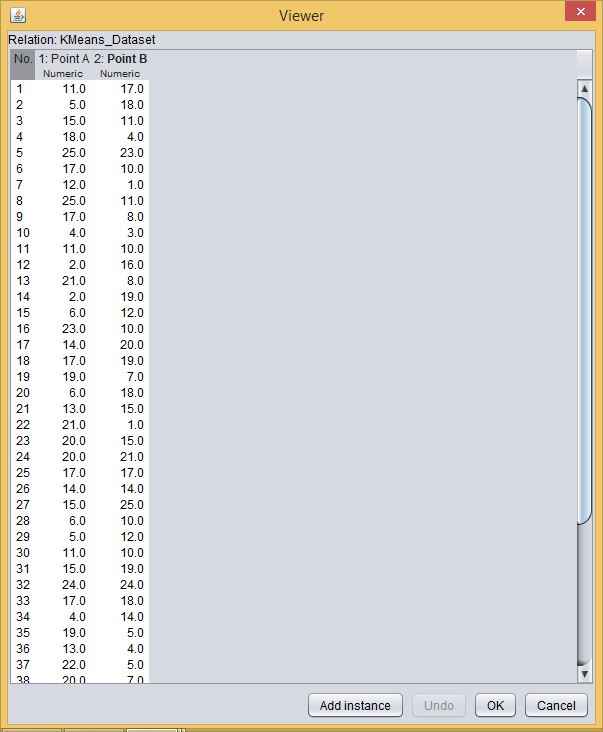 Viewer
Relation: KMeans_Dataset
No. 1: Point A 2: Point B
Numeric Numeric
1 11.0 17.0
2 5.0 18.0
3 15.0 11.0
4 18.0 4.0
5 25.0 23.0
6 17.0 10.0
7 12.0 1.0
8 25.0 11.0
9 17.0 8.0
10 4.0 3.0
11 11.0 10.0
12 2.0 16.0
13 21.0 8.0
14 2.0 19.0
15 6.0 12.0
16 23.0 10.0
17 14.0 20.0
18 17.0 19.0
19 19.0 7.0
20 6.0 18.0
21 13.0 15.0
22 21.0 1.0
23 20.0 15.0
24 20.0 21.0
25 17.0 17.0
26 14.0 14.0
27 15.0 25.0
28 6.0 10.0
29 5.0 12.0
30 11.0 10.0
31 15.0 19.0
32 24.0 24.0
33 17.0 18.0
34 4.0 14.0
35 19.0 5.0
36 13.0 4.0
37 22.0 5.0
38 20.0 7.0
Add instance Undo OK Cancel